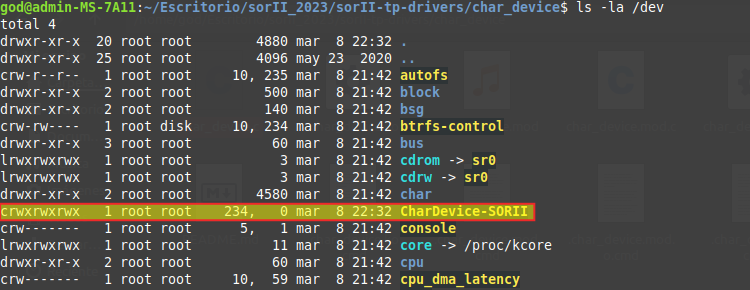 god@admin-MS-7A11:~/Escritorio/sorII_2023/sorII-tp-drivers/char_device$ ls -la /dev
total 4
drwxr-xr-x  20 root root        4880 mar  8 22:32 .
drwxr-xr-x  25 root root        4096 may 23  2020 ..
crw-r--r--   1 root root     10, 235 mar  8 21:42 autofs
drwxr-xr-x   2 root root         500 mar  8 21:42 block
drwxr-xr-x   2 root root         140 mar  8 21:42 bsg
crw-rw----   1 root disk     10, 234 mar  8 21:42 btrfs-control
drwxr-xr-x   3 root root          60 mar  8 21:42 bus
lrwxrwxrwx   1 root root           3 mar  8 21:42 cdrom -> sr0
lrwxrwxrwx   1 root root           3 mar  8 21:42 cdrw -> sr0
drwxr-xr-x   2 root root        4580 mar  8 21:42 char
crwxrwxrwx   1 root root    234,   0 mar  8 22:32 CharDevice-SORII
crw-------   1 root root      5,   1 mar  8 21:42 console
lrwxrwxrwx   1 root root          11 mar  8 21:42 core -> /proc/kcore
drwxr-xr-x   2 root root          60 mar  8 21:42 cpu
crw-------   1 root root     10,  59 mar  8 21:42 cpu_dma_latency